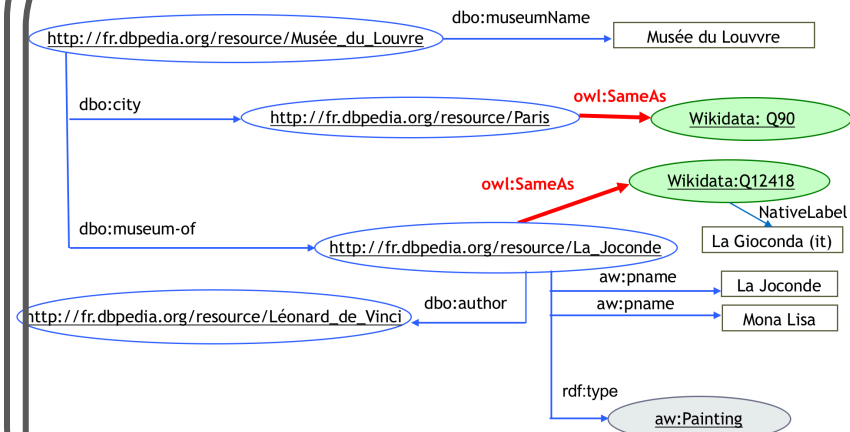 dbo:museumName
http://fr.dbpedia.org/resource/Musée_du_Louvre
Musée du Louvvre
dbo:city
owl:SameAs
http://fr.dbpedia.org/resource/Paris
Wikidata: Q90
owl:SameAs
Wikidata:Q12418
NativeLabel
dbo:museum-of
http://fr.dbpedia.org/resource/La_Joconde
La Gioconda (it)
aw:pname
La Joconde
dbo:author
aw:pname
http://fr.dbpedia.org/resource/Léonard_de_Vinci
Mona Lisa
rdf:type
aw:Painting